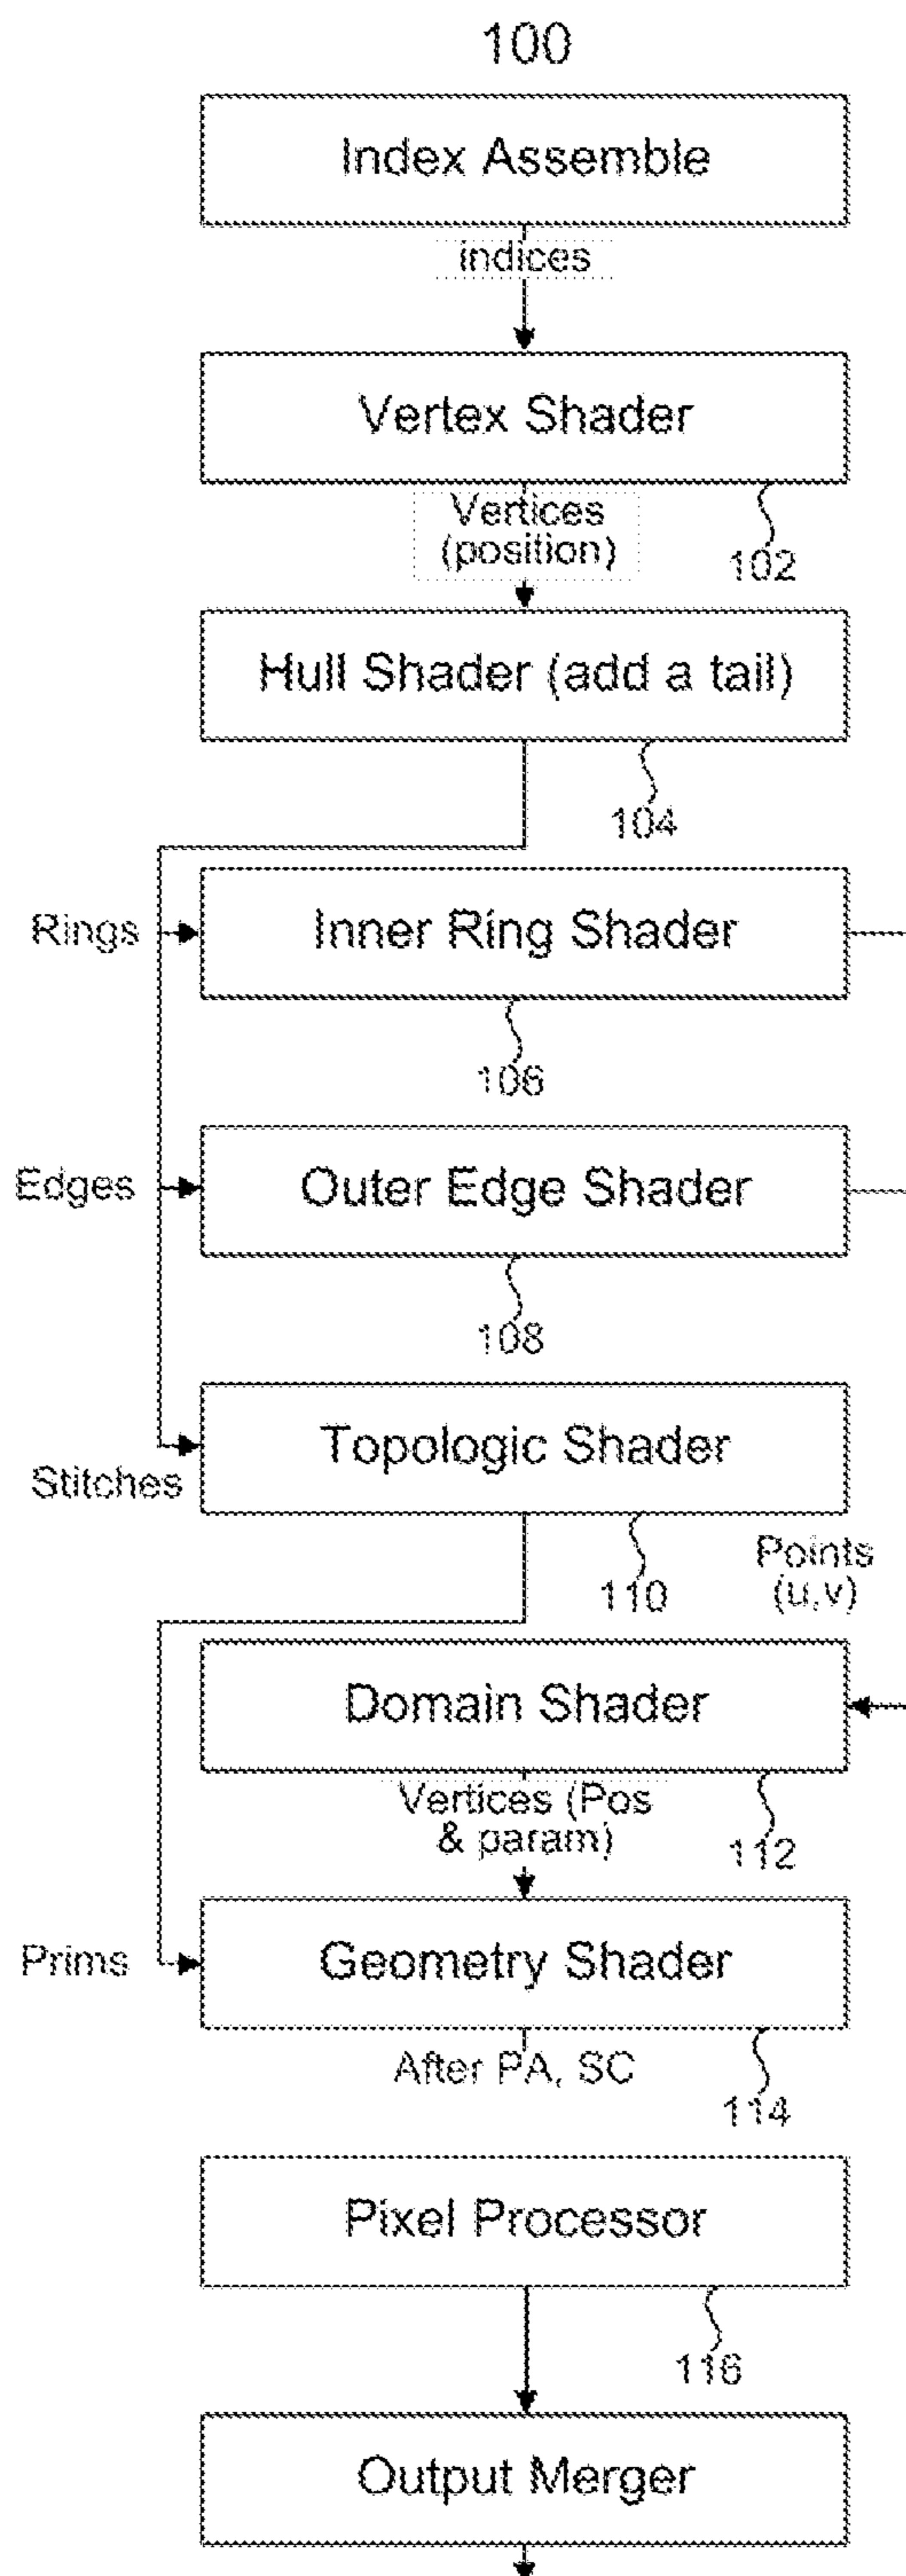 100
Index Assemble
indices
Vertex Shader
Vertices
(position)
102
Hull Shader (add a tail)
104
Rings
Inner Ring Shader
106
Edges
Outer Edge Shader
108
Topologic Shader
Stitches
Points
(u,v)
110
Domain Shader
Vertices (Pos
& param)
112
Prims
Geometry Shader
After PA, SC
114
Pixel Processor
116
Output Merger